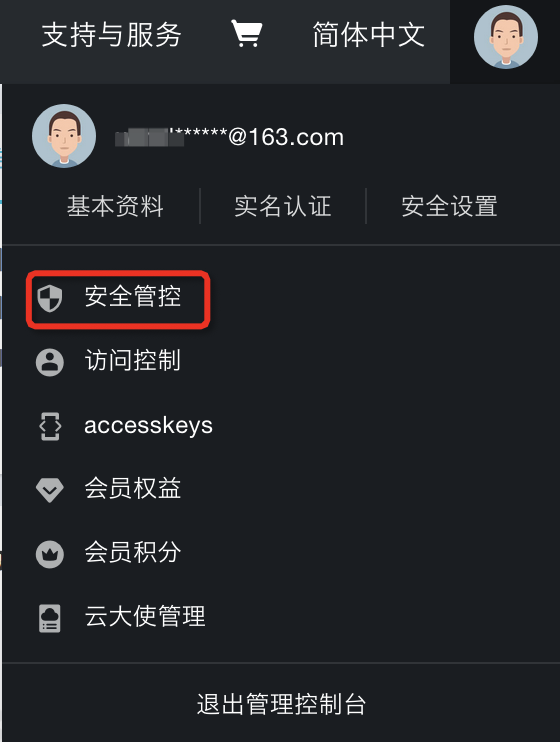 支持与服务 简体中文
l******@163.com
基本资料 实名认证 安全设置
安全管控
访问控制
accesskeys
会员权益
会员积分
云大使管理
退出管理控制台